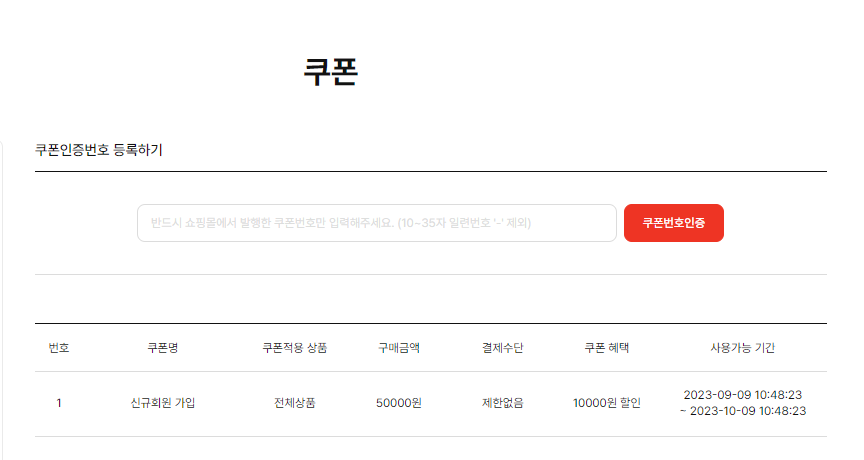 쿠폰
쿠폰인증번호 등록하기
반드시 쇼핑몰에서 발행한 쿠폰번호만 입력해주세요. (10~35자 일련번호 '-' 제외)
쿠폰번호인증
번호 쿠폰명 쿠폰적용 상품 구매금액 결제수단 쿠폰 혜택 사용가능 기간
1 신규회원 가입 전체상품 50000원 제한없음 10000원 할인 2023-09-09 10:48:23
~ 2023-10-09 10:48:23